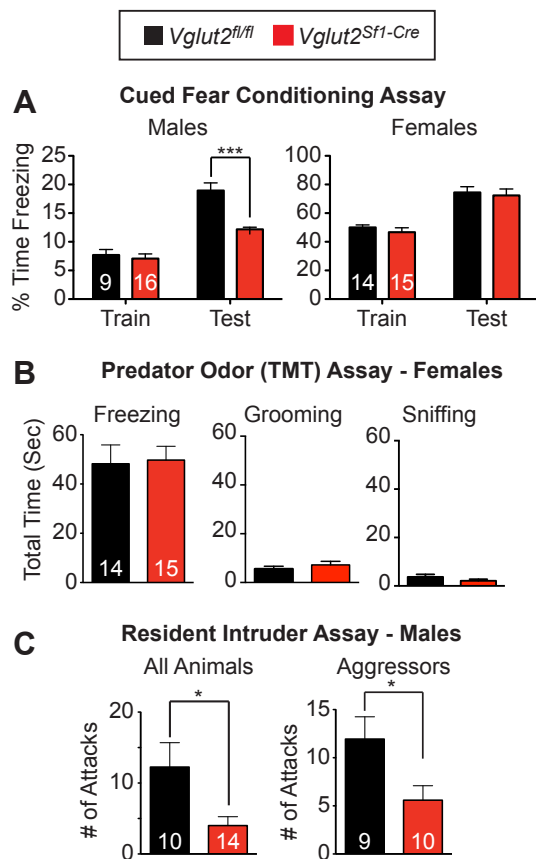 Vglut2fl/fl Vglut2Sf1-Cre
A
Cued Fear Conditioning Assay
Males Females
% Time Freezing
25
20
15
10
5
0
***
9 16
Train Test
100
80
60
40
20
0
14 15
Train Test
B
Predator Odor (TMT) Assay - Females
Freezing Grooming Sniffing
Total Time (Sec)
60
40
20
0
14 15
60
40
20
0
60
40
20
0
C
Resident Intruder Assay - Males
All Animals Aggressors
# of Attacks
20
10
0
*
10 14
# of Attacks
15
10
5
0
*
9 10